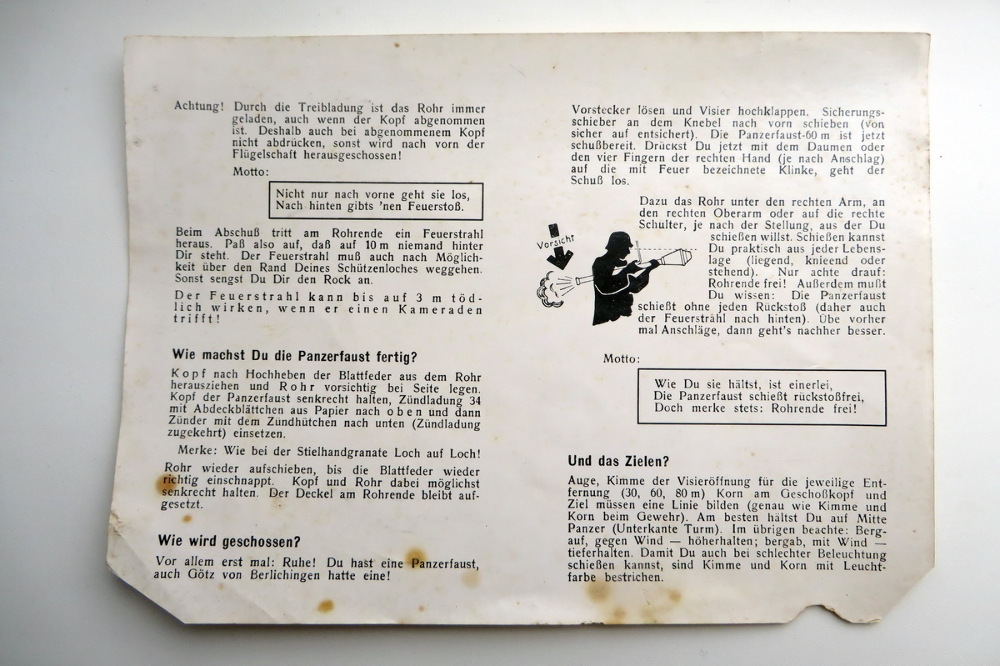 Achtung! Durch die Treibladung ist das Rohr immer
geladen, auch wenn der Kopf abgenommen
ist. Deshalb auch bei abgenommenem Kopf
nicht abdrücken, sonst wird nach vorn der
Flügelschaft herausgeschossen!
Motto:
Nicht nur nach vorne geht sie los,
Nach hinten gibts 'nen Feuerstoß.
Beim Abschuß tritt am Rohrende ein Feuerstrahl
heraus. Paß also auf, daß auf 10 m niemand hinter
Dir steht. Der Feuerstrahl muß auch nach Möglich-
keit über den Rand Deines Schützenloches weggehen.
Sonst sengst Du Dir den Rock an.
Der Feuerstrahl kann bis auf 3 m töd-
lich wirken, wenn er einen Kameraden
trifft!
Wie machst Du die Panzerfaust fertig?
Kopf nach Hochheben der Blattfeder aus dem Rohr
herausziehen und Rohr vorsichtig bei Seite legen.
Kopf der Panzerfaust senkrecht halten, Zündladung 34
mit Abdeckblättchen aus Papier nach oben und dann
Zünder mit dem Zündhütchen nach unten (Zündladung
zugekehrt) einsetzen.
Merke: Wie bei der Stielhandgranate Loch auf Loch!
Rohr wieder aufschieben, bis die Blattfeder wieder
richtig einschnappt. Kopf und Rohr dabei möglichst
senkrecht halten. Der Deckel am Rohrende bleibt auf-
gesetzt.
Wie wird geschossen?
Vor allem erst mal: Ruhe! Du hast eine Panzerfaust,
auch Götz von Berlichingen hatte eine!
Vorstecker lösen und Visier hochklappen. Sicherungs-
schieber an dem Knebel nach vorn schieben (von
sicher auf entsichert). Die Panzerfaust-60 m ist jetzt
schußbereit. Drückst Du jetzt mit dem Daumen oder
den vier Fingern der rechten Hand (je nach Anschlag)
auf die mit Feuer bezeichnete Klinke, geht der
Schuß los.
Dazu das Rohr unter den rechten Arm, an
den rechten Oberarm oder auf die rechte
Schulter, je nach der Stellung, aus der Du
schießen willst. Schießen kannst
Du praktisch aus jeder Lebens-
lage (liegend, knieend oder
stehend). Nur achte drauf:
Rohrende frei! Außerdem mußt
Du wissen: Die Panzerfaust
schießt ohne jeden Rückstoß (daher auch
der Feuerstrahl nach hinten). Übe vorher
mal Anschläge, dann geht's nachher besser.
Vorsicht
Motto:
Wie Du sie hältst, ist einerlei,
Die Panzerfaust schießt rückstoßfrei,
Doch merke stets: Rohrende frei!
Und das Zielen?
Auge, Kimme der Visieröffnung für die jeweilige Ent-
fernung (30, 60, 80 m) Korn am Geschoßkopf und
Ziel müssen eine Linie bilden (genau wie Kimme und
Korn beim Gewehr). Am besten hältst Du auf Mitte
Panzer (Unterkante Turm). Im übrigen beachte: Berg-
auf, gegen Wind — höherhalten; bergab, mit Wind —
tieferhalten. Damit Du auch bei schlechter Beleuchtung
schießen kannst, sind Kimme und Korn mit Leucht-
farbe bestrichen.